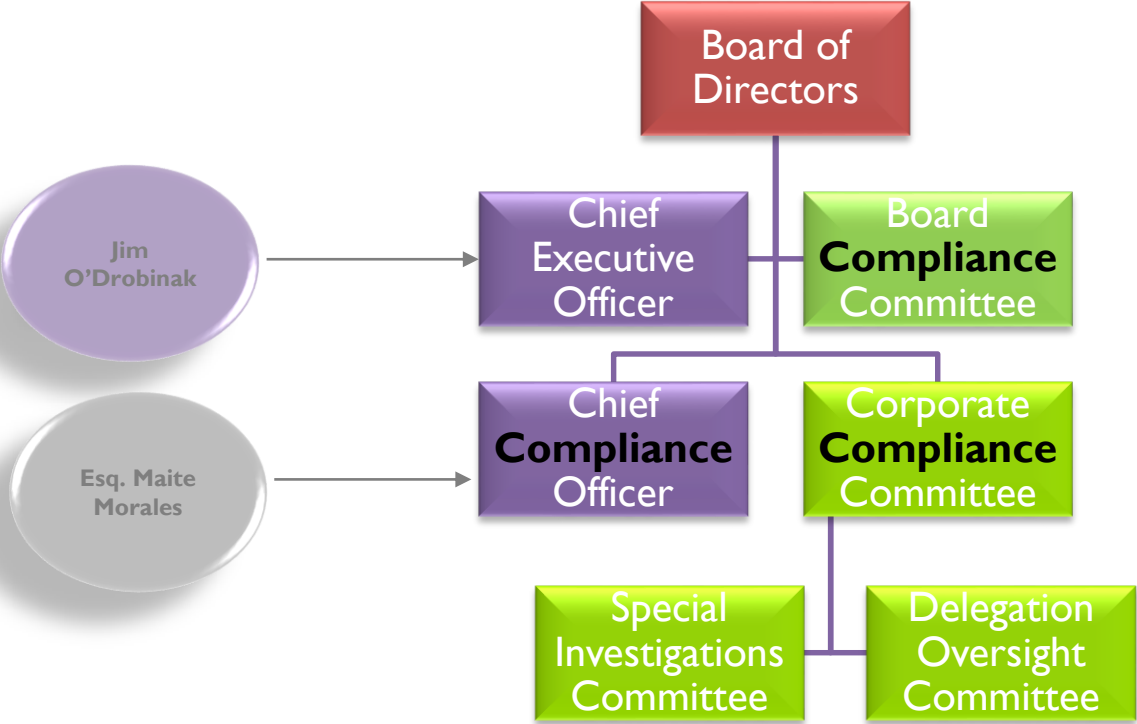 Board of
Directors
Jim
O’Drobinak
Chief
Executive
Officer
Board
Compliance
Committee
Esq. Maite
Morales
Chief
Compliance
Officer
Corporate
Compliance
Committee
Special
Investigations
Committee
Delegation
Oversight
Committee